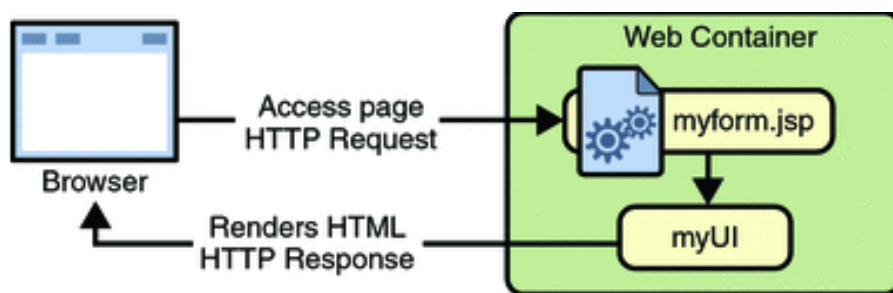 Web Container
Access page
HTTP Request
myform.jsp
Browser
Renders HTML
HTTP Response
myUI